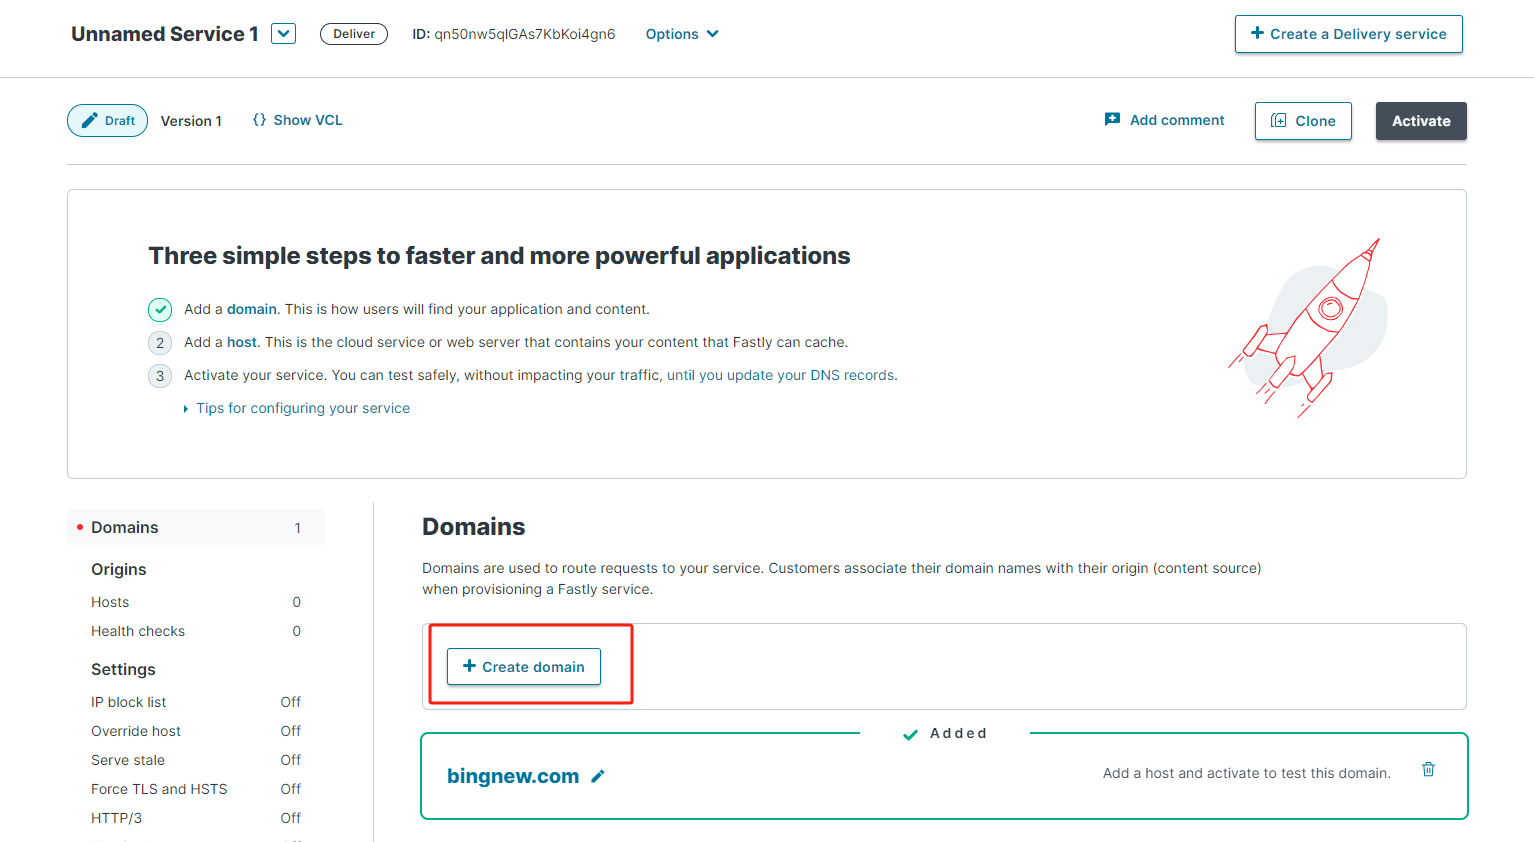 Unnamed Service 1
Deliver
ID: qn50nw5qlGAs7KbKoi4gn6
Options
+ Create a Delivery service
Draft
Version 1
{} Show VCL
Add comment
Clone
Activate
Three simple steps to faster and more powerful applications
Add a domain. This is how users will find your application and content.
2 Add a host. This is the cloud service or web server that contains your content that Fastly can cache.
3 Activate your service. You can test safely, without impacting your traffic, until you update your DNS records.
Tips for configuring your service
Domains 1
Origins
Hosts 0
Health checks 0
Settings
IP block list Off
Override host Off
Serve stale Off
Force TLS and HSTS Off
HTTP/3 Off
Domains
Domains are used to route requests to your service. Customers associate their domain names with their origin (content source)
when provisioning a Fastly service.
+ Create domain
Added
bingnew.com
Add a host and activate to test this domain.